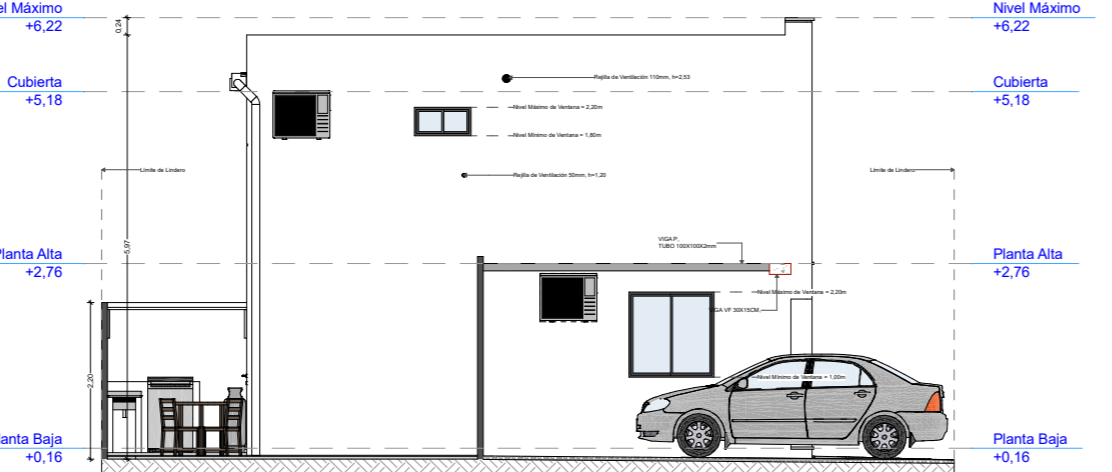 el Máximo
+6,22
0,24
Nivel Máximo
+6,22
Cubierta
+5,18
Rejilla de Ventilación 110mm, h=2,53
Cubierta
+5,18
Nivel Máximo de Ventana = 2,20m
Nivel Mínimo de Ventana = 1,80m
Límite de Lindero
Rejilla de Ventilación 50mm, h=1,20
Límite de Lindero
5,97
Planta Alta
+2,76
VIGA P.
TUBO 100X100X2mm
Planta Alta
+2,76
Nivel Máximo de Ventana = 2,20m
VIGA VF 30X15CM.
2,20
Nivel Mínimo de Ventana = 1,00m
Planta Baja
+0,16
Planta Baja
+0,16